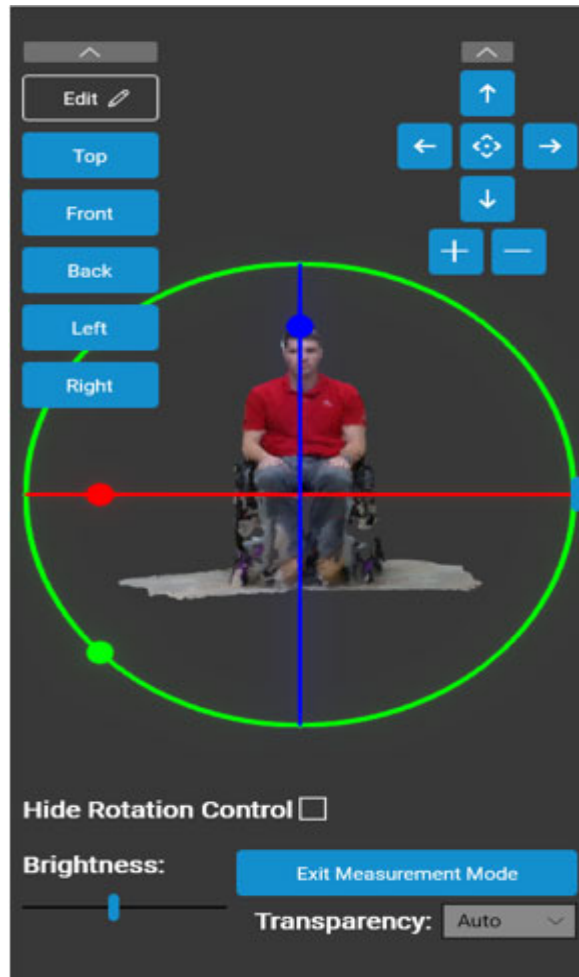 Edit
Top
Front
Back
Left
Right
Hide Rotation Control
Brightness:
Exit Measurement Mode
Transparency: Auto